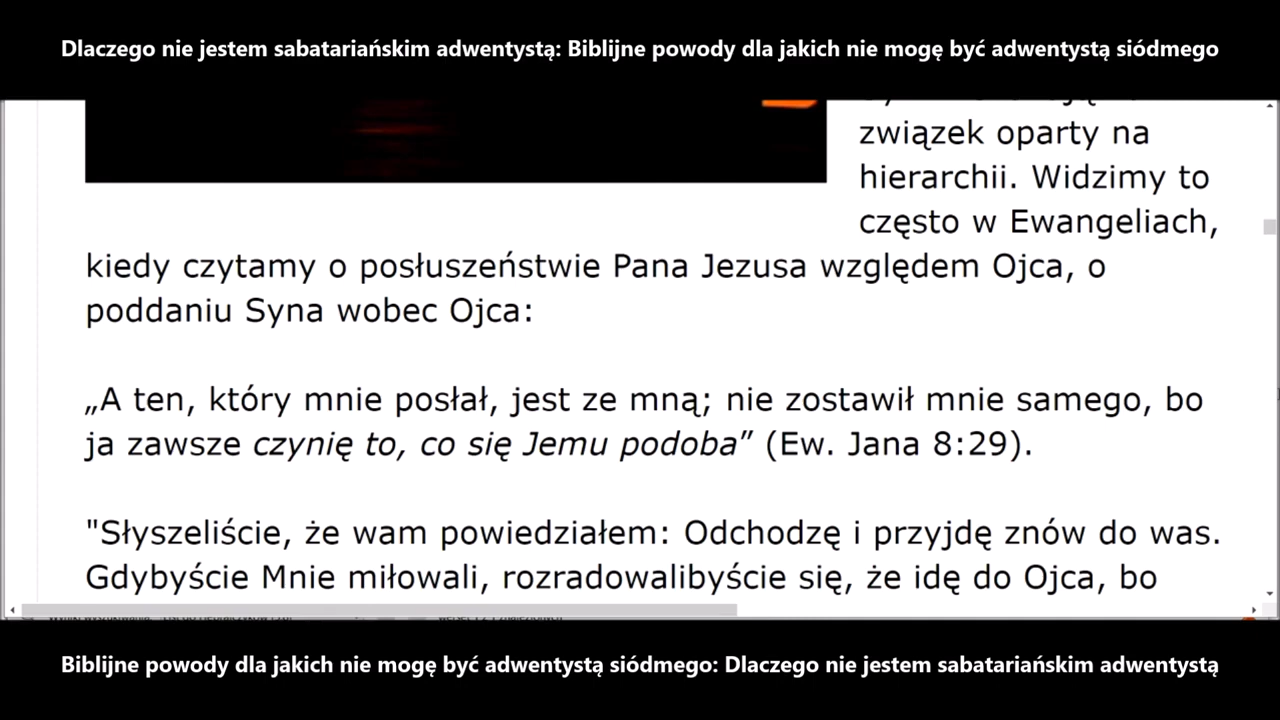 Dlaczego nie jestem sabatariańskim adwentystą: Biblijne powody dla jakich nie mogę być adwentystą siódmego
związek oparty na
hierarchii. Widzimy to
często w Ewangeliach,
kiedy czytamy o posłuszeństwie Pana Jezusa względem Ojca, o
poddaniu Syna wobec Ojca:
„A ten, który mnie posłał, jest ze mną; nie zostawił mnie samego, bo
ja zawsze czynię to, co się Jemu podoba” (Ew. Jana 8:29).
"Słyszeliście, że wam powiedziałem: Odchodzę i przyjdę znów do was.
Gdybyście Mnie miłowali, rozradowalibyście się, że idę do Ojca, bo
Biblijne powody dla jakich nie mogę być adwentystą siódmego: Dlaczego nie jestem sabatariańskim adwentystą